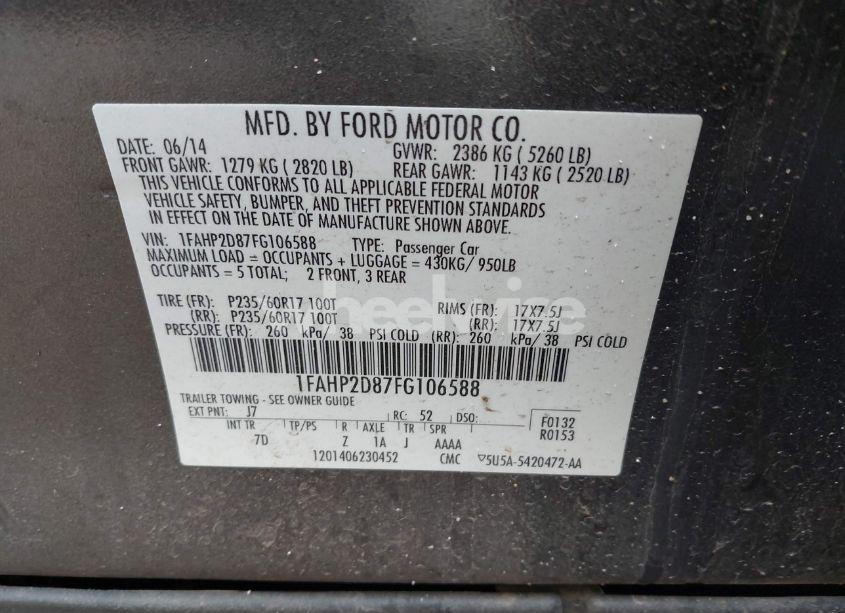 MFD. BY FORD MOTOR CO.
DATE: 06/14 GVWR: 2386 KG ( 5260 LB)
FRONT GAWR: 1279 KG ( 2820 LB) REAR GAWR: 1143 KG ( 2520 LB)
THIS VEHICLE CONFORMS TO ALL APPLICABLE FEDERAL MOTOR
VEHICLE SAFETY, BUMPER, AND THEFT PREVENTION STANDARDS
IN EFFECT ON THE DATE OF MANUFACTURE SHOWN ABOVE.
VIN: 1FAHP2D87FG106588 TYPE: Passenger Car
MAXIMUM LOAD = OCCUPANTS + LUGGAGE = 430KG/ 950LB
OCCUPANTS = 5 TOTAL; 2 FRONT, 3 REAR
TIRE (FR): P235/60R17 100T RIMS (FR): 17X7.5J
(RR): P235/60R17 100T (RR): 17X7.5J
PRESSURE (FR): 260 kPa/ 38 PSI COLD (RR): 260 kPa/ 38 PSI COLD
wheelwire
1FAHP2D87FG106588
TRAILER TOWING - SEE OWNER GUIDE
EXT PNT: J7 RC: 52 DSO: F0132
INT TR TP/PS R AXLE TR SPR R0153
7D Z 1A J AAAA
1201406230452 CMC ▽5U5A-5420472-AA